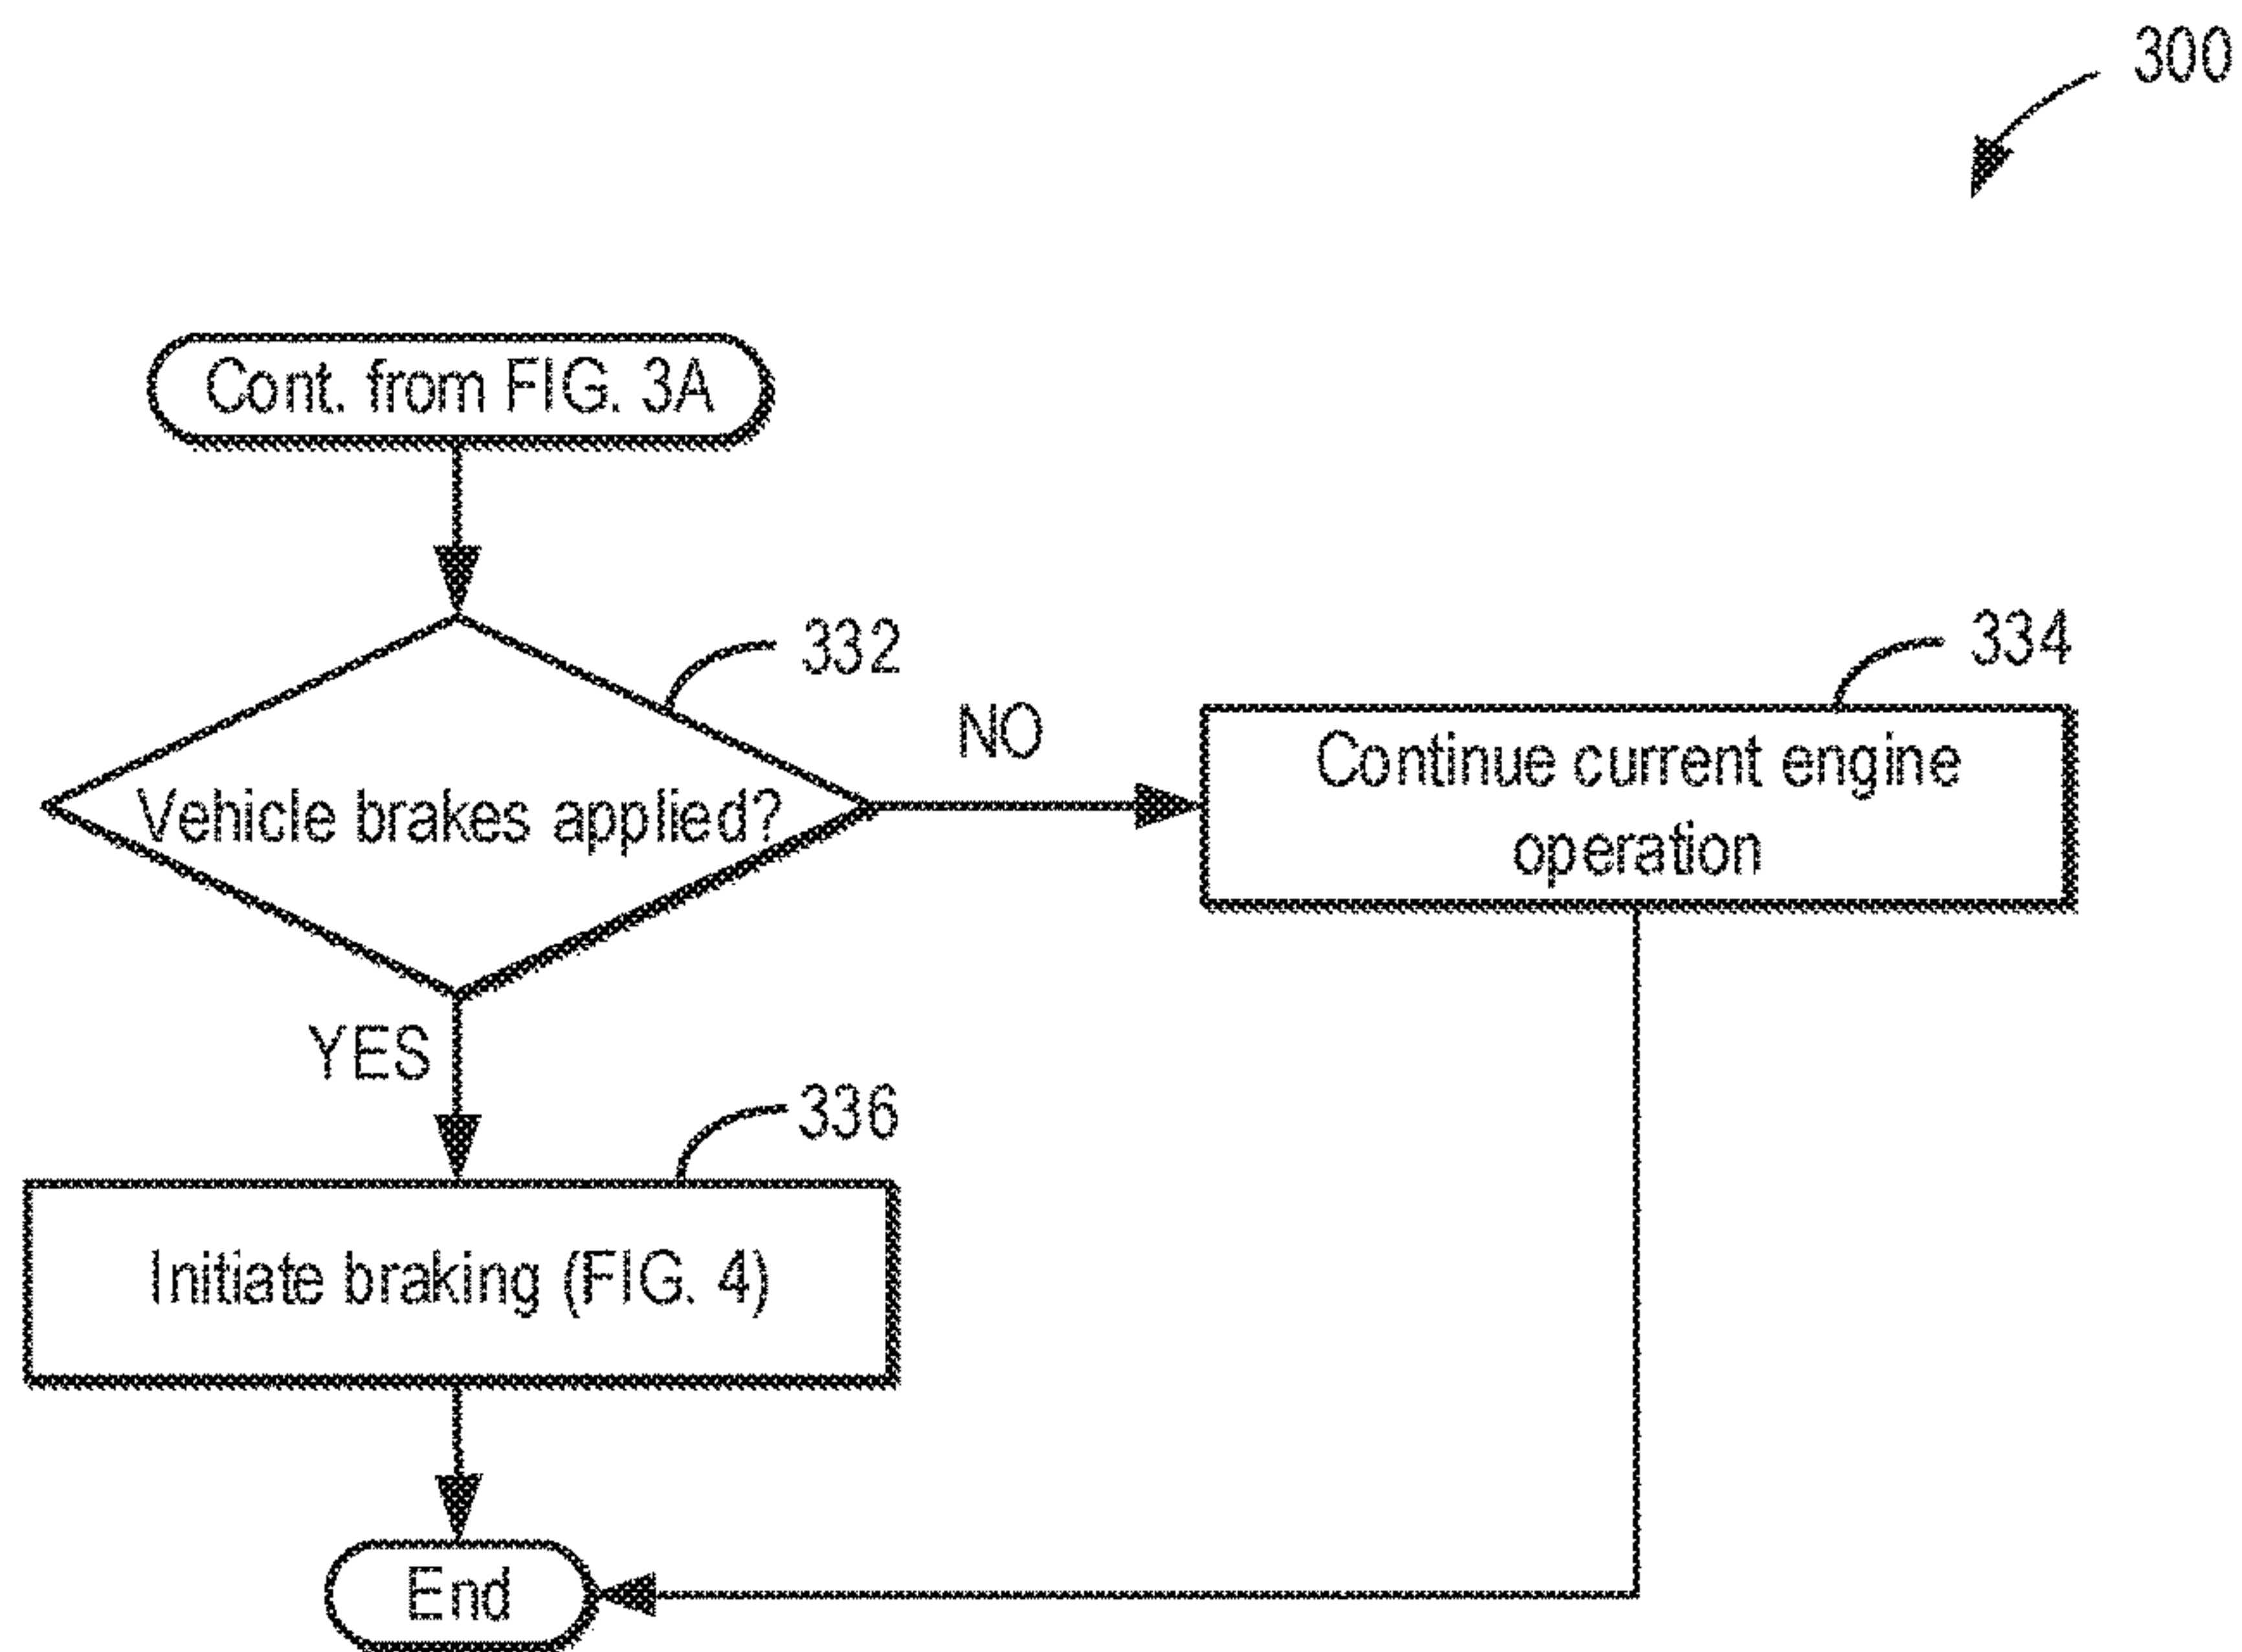 300
Cont. from FIG. 3A
332
334
NO
Vehicle brakes applied?
Continue current engine
operation
YES
336
Initiate braking (FIG. 4)
End